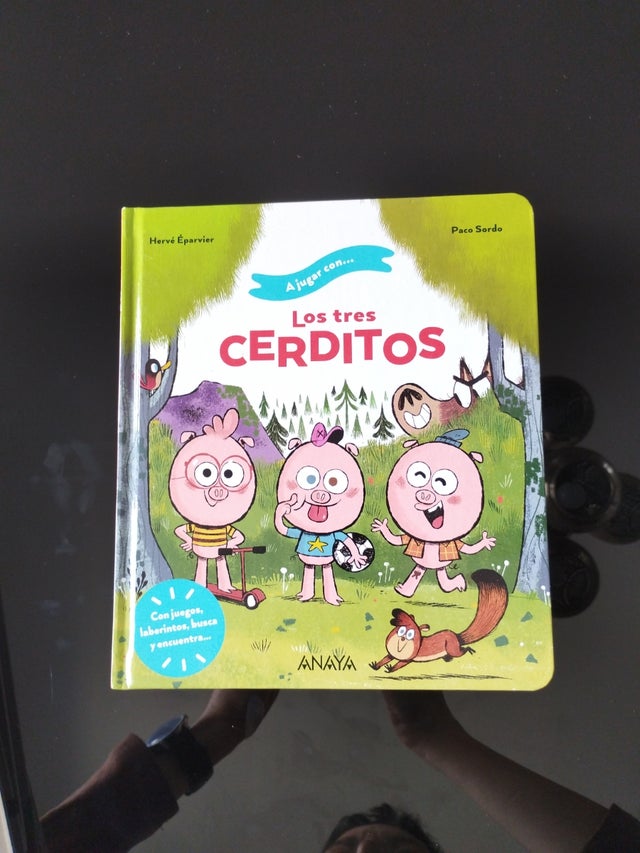 Hervé Éparvier
Paco Sordo
A jugar con...
Los tres
CERDITOS
Con juegos,
laberintos, busca
y encuentra...
ANAYA